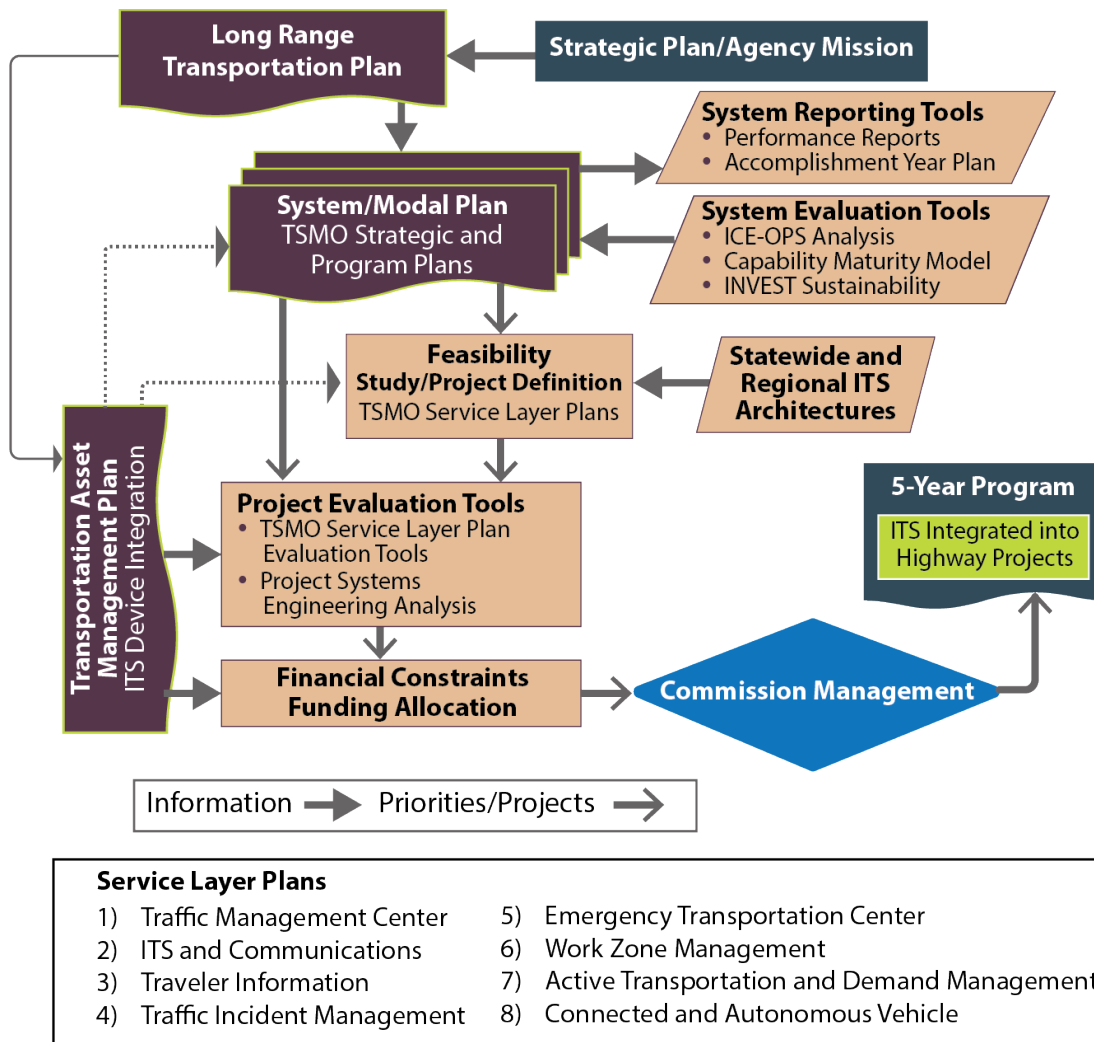 Long Range
Transportation Plan
Strategic Plan/Agency Mission
System Reporting Tools
• Performance Reports
• Accomplishment Year Plan
System/Modal Plan
TSMO Strategic and
Program Plans
System Evaluation Tools
• ICE-OPS Analysis
• Capability Maturity Model
• INVEST Sustainability
Feasibility
Study/Project Definition
TSMO Service Layer Plans
Statewide and
Regional ITS
Architectures
Transportation Asset
Management Plan
ITS Device Integration
Project Evaluation Tools
• TSMO Service Layer Plan
Evaluation Tools
• Project Systems
Engineering Analysis
5-Year Program
ITS Integrated into
Highway Projects
Financial Constraints
Funding Allocation
Commission Management
Information
Priorities/Projects
Service Layer Plans
1) Traffic Management Center
2) ITS and Communications
3) Traveler Information
4) Traffic Incident Management
5) Emergency Transportation Center
6) Work Zone Management
7) Active Transportation and Demand Management
8) Connected and Autonomous Vehicle